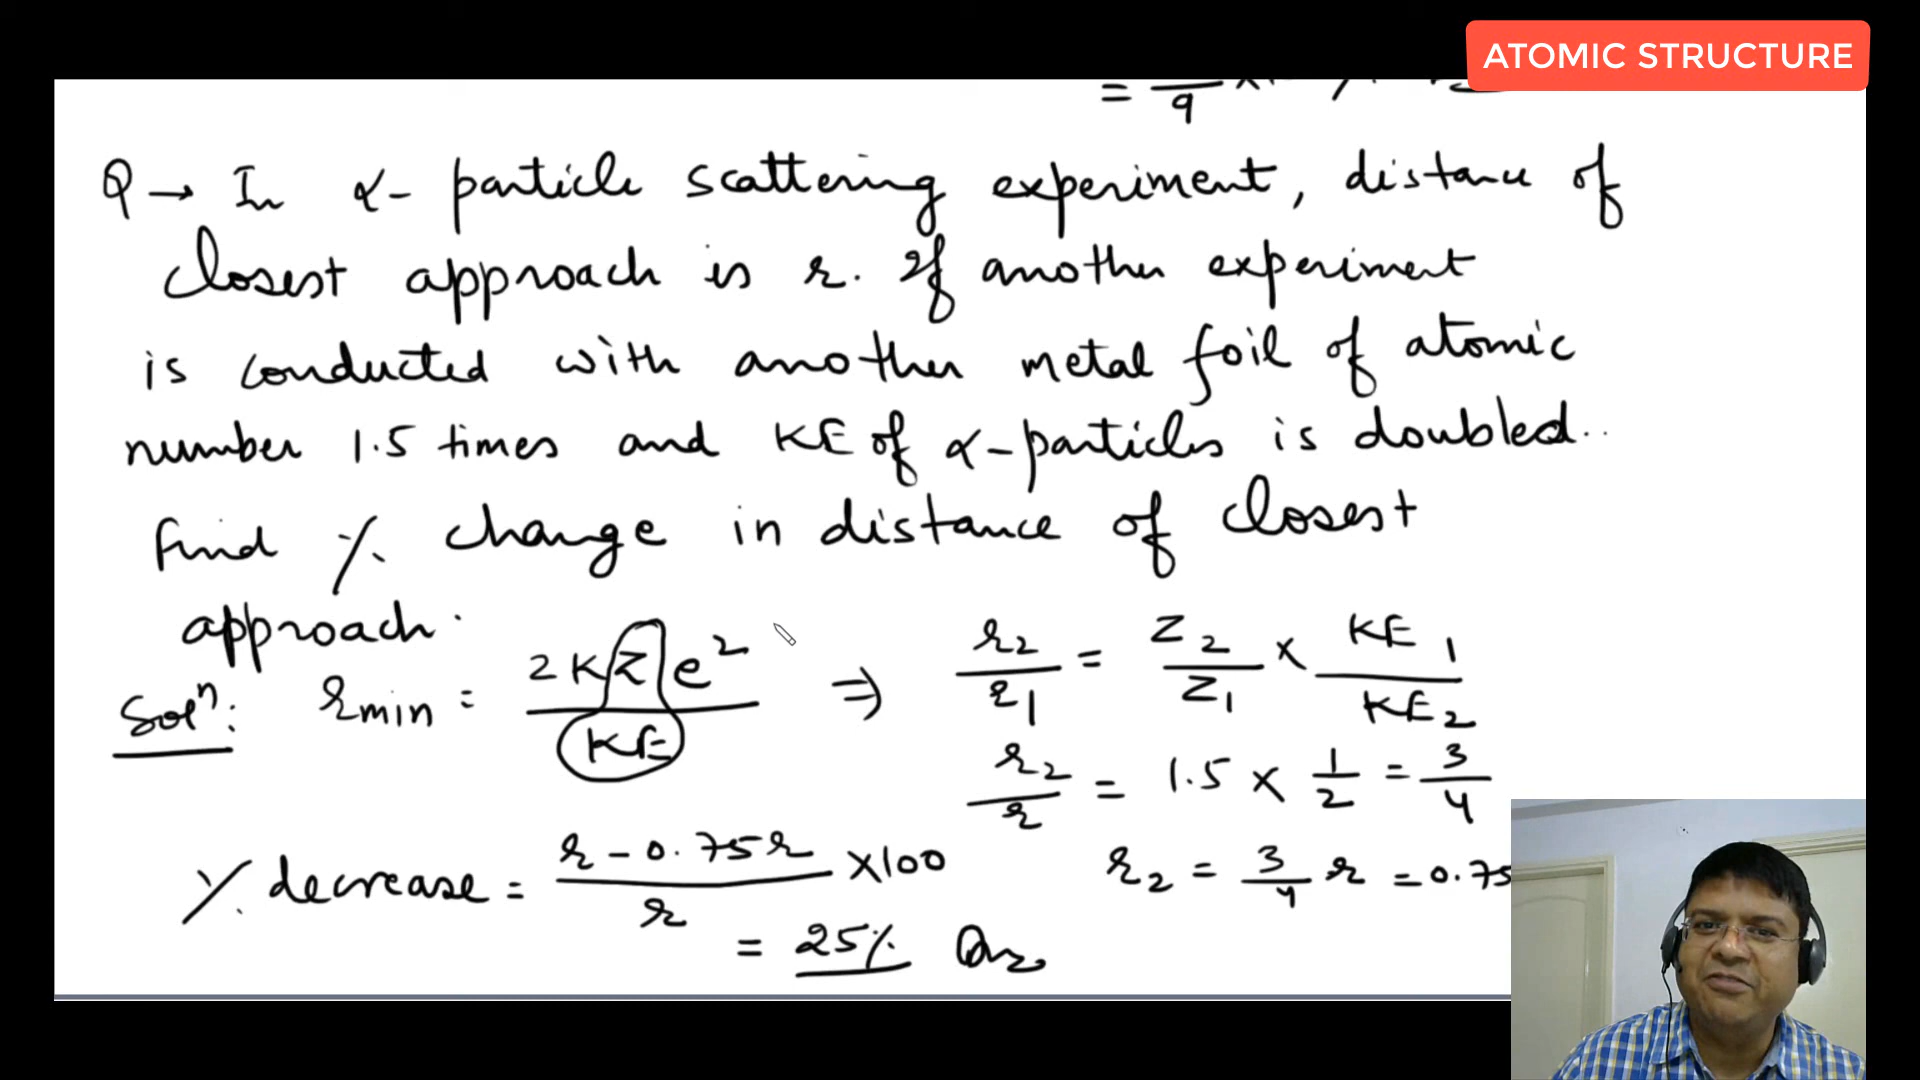 ATOMIC STRUCTURE
= 9
Q → In α- particle scattering experiment, distance of
closest approach is r. If another experiment
is conducted with another metal foil of atomic
number 1.5 times and KE of α-particles is doubled..
Find % change in distance of closest
approach.
Solⁿ: r_min = 2KZe²/KE ⇒ r₂/r₁ = Z₂/Z₁ × KE₁/KE₂
r₂/r = 1.5 × 1/2 = 3/4
r₂ = 3/4 r = 0.75
% decrease = (r - 0.75r)/r ×100
= 25% Ans